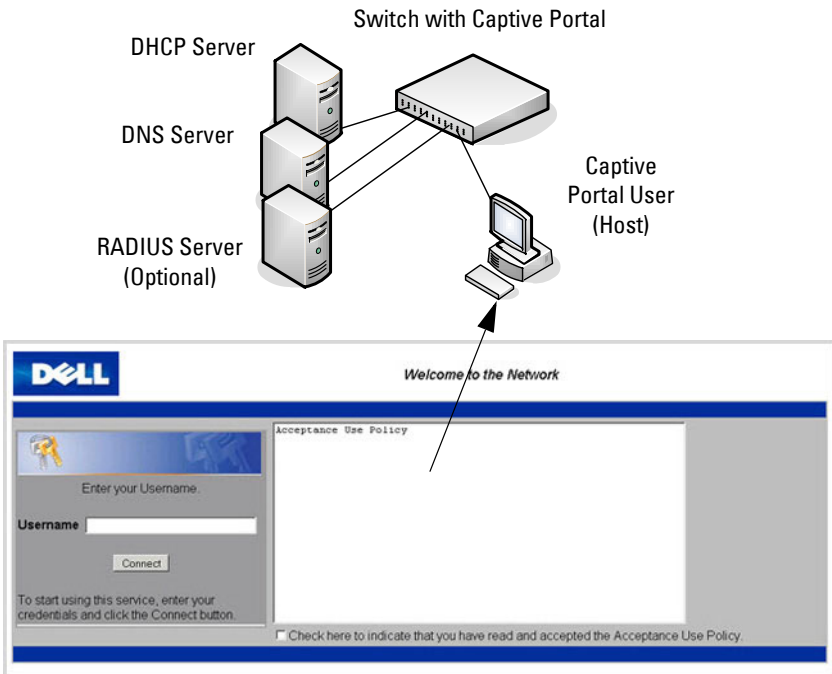 Switch with Captive Portal
DHCP Server
DNS Server
Captive
Portal User
(Host)
RADIUS Server
(Optional)
DELL
Welcome to the Network
Acceptance Use Policy
Enter your Username.
Username
Connect
To start using this service, enter your
credentials and click the Connect button.
Check here to indicate that you have read and accepted the Acceptance Use Policy.